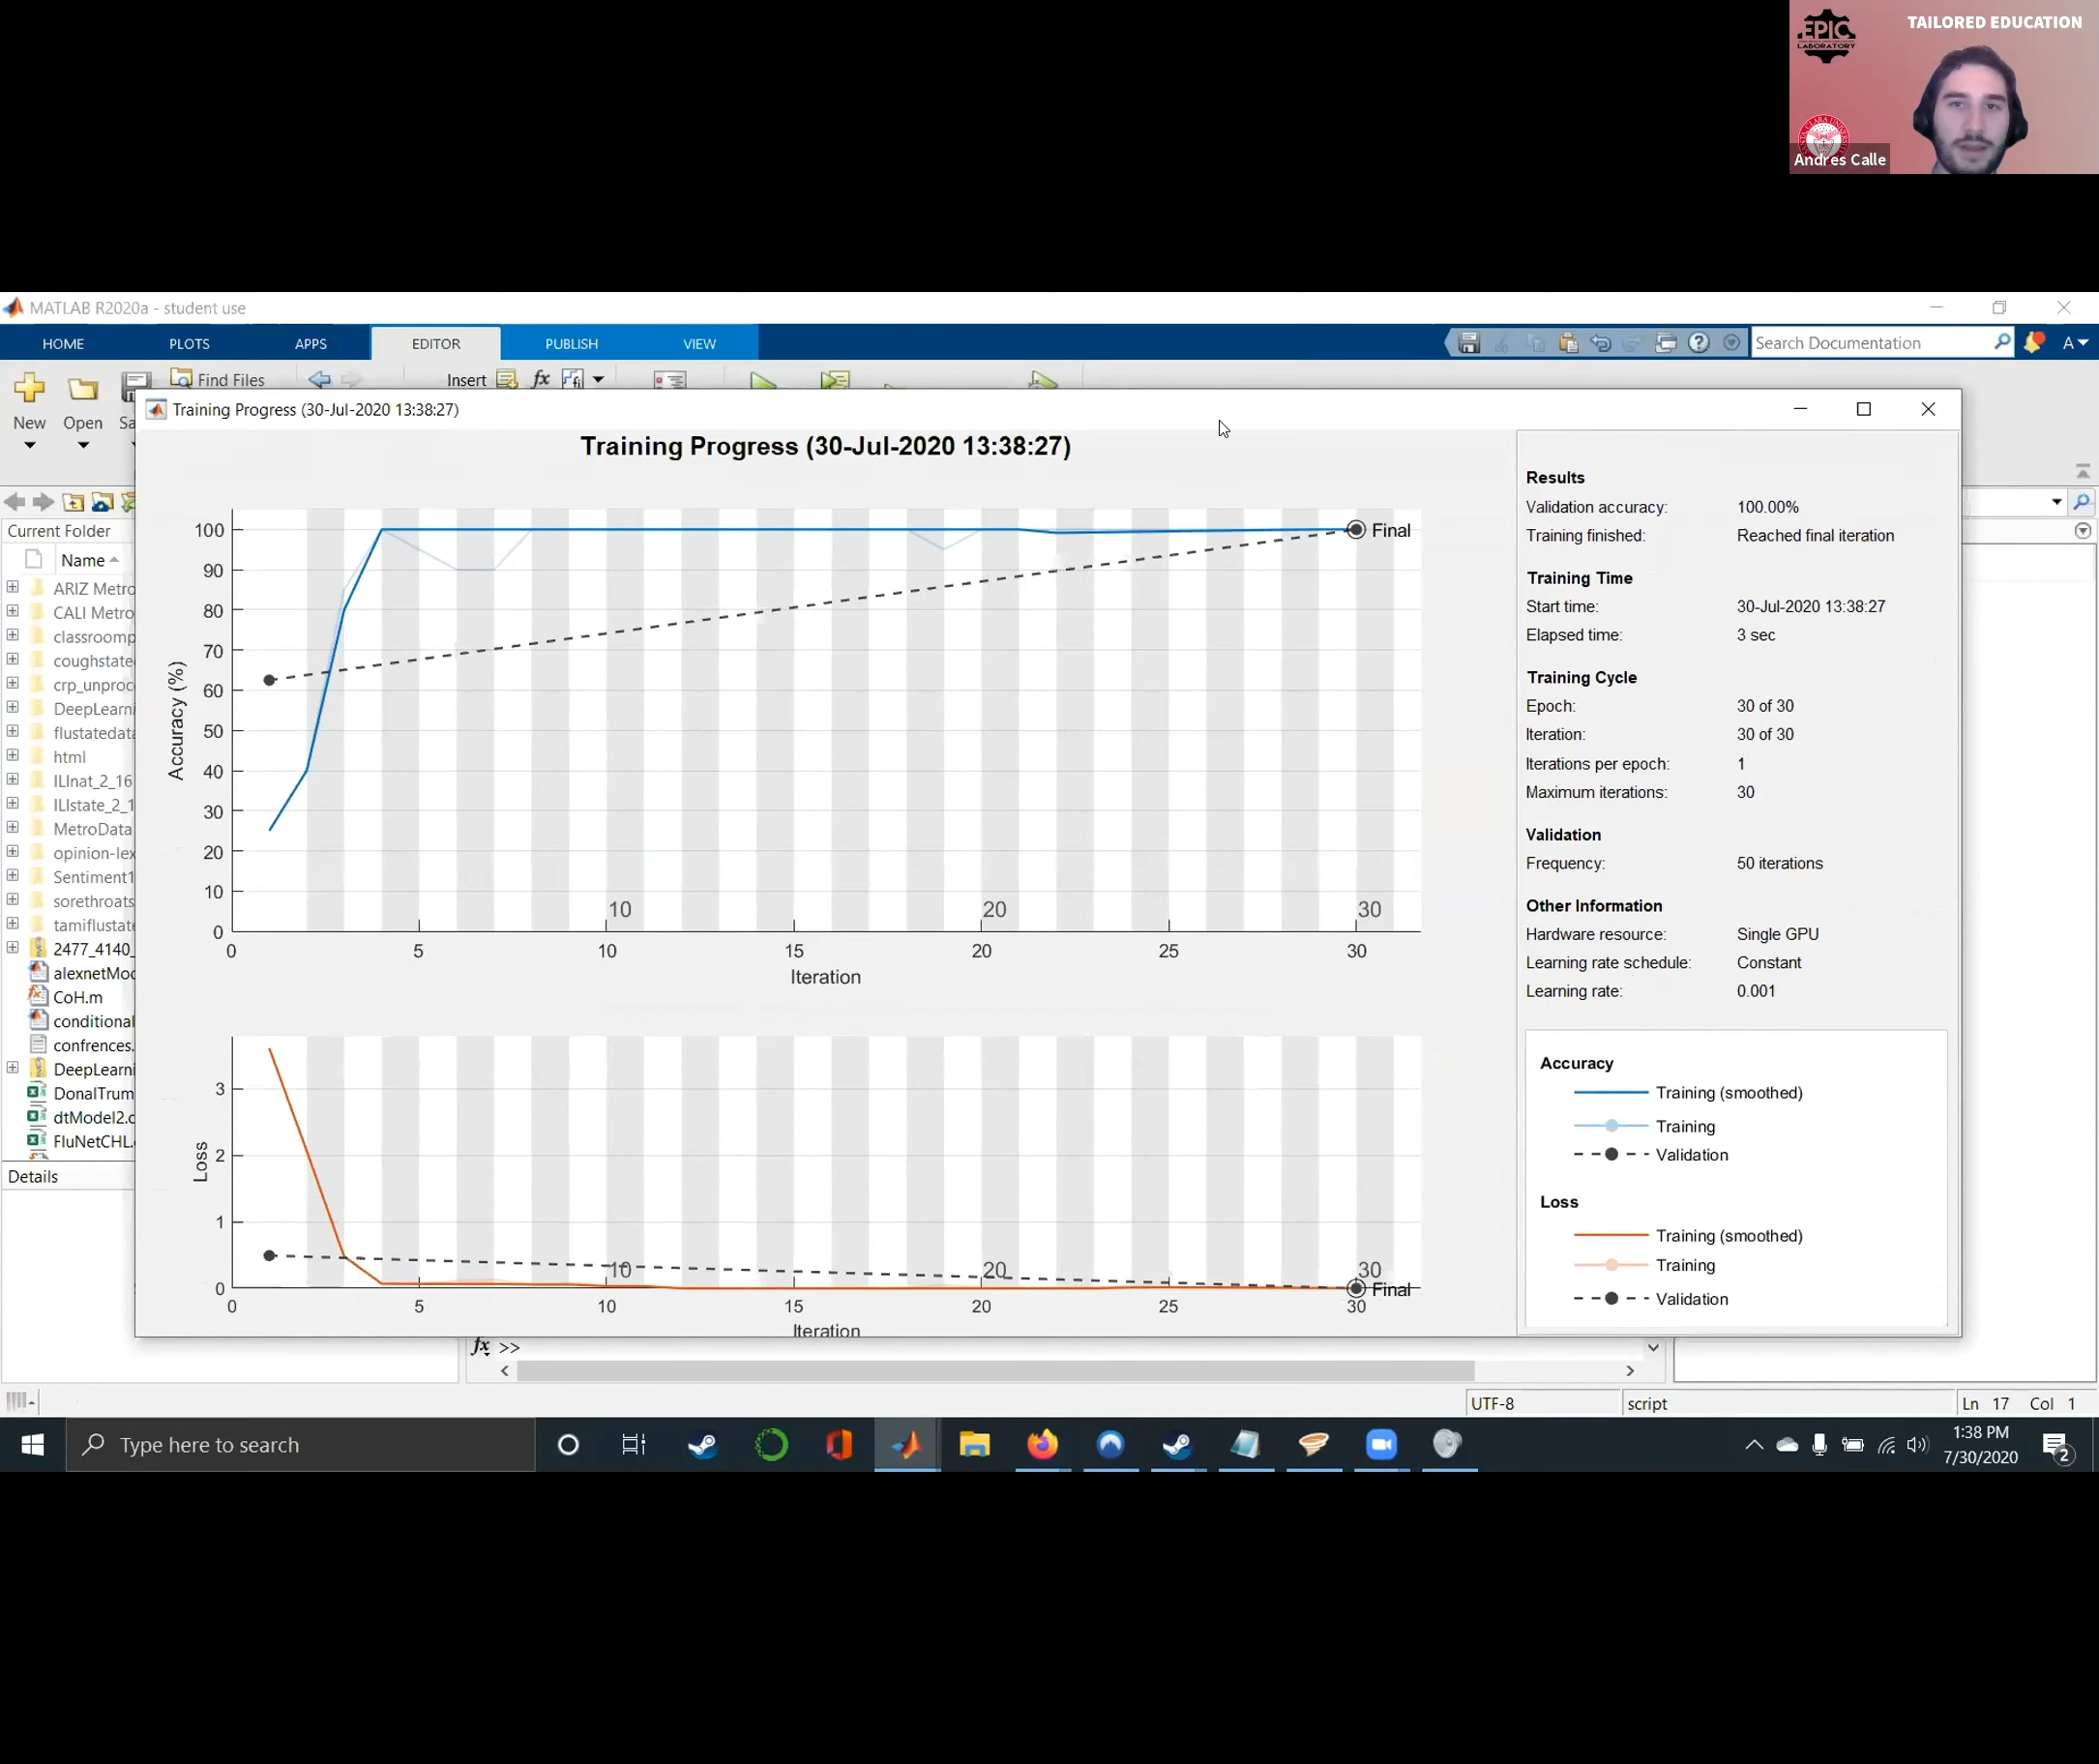 EPIC
LABORATORY
TAILORED EDUCATION
Andres Calle
MATLAB R2020a - student use
HOME PLOTS APPS EDITOR PUBLISH VIEW
Search Documentation
A
Find Files
Insert
fx
New Open Sa
Training Progress (30-Jul-2020 13:38:27)
Training Progress (30-Jul-2020 13:38:27)
Current Folder
Name
ARIZ Metro
CALI Metro
classroomp
coughstate
crp_unproc
DeepLearni
flustatedata
html
ILInat_2_16
ILIstate_2_1
MetroData
opinion-lex
Sentiment1
sorethroats
tamiflustate
2477_4140_
alexnetMod
CoH.m
conditional
confrences.
DeepLearni
DonalTrum
dtModel2.c
FluNetCHL.
Details
100
90
80
70
60
50
40
30
20
10
0
Accuracy (%)
Final
10 20 30
0 5 10 15 20 25 30
Iteration
3
2
1
0
Loss
10 20 30
Final
0 5 10 15 20 25 30
Iteration
Results
Validation accuracy: 100.00%
Training finished: Reached final iteration
Training Time
Start time: 30-Jul-2020 13:38:27
Elapsed time: 3 sec
Training Cycle
Epoch: 30 of 30
Iteration: 30 of 30
Iterations per epoch: 1
Maximum iterations: 30
Validation
Frequency: 50 iterations
Other Information
Hardware resource: Single GPU
Learning rate schedule: Constant
Learning rate: 0.001
Accuracy
Training (smoothed)
Training
Validation
Loss
Training (smoothed)
Training
Validation
fx >>
UTF-8 script Ln 17 Col 1
Type here to search
1:38 PM
7/30/2020
2